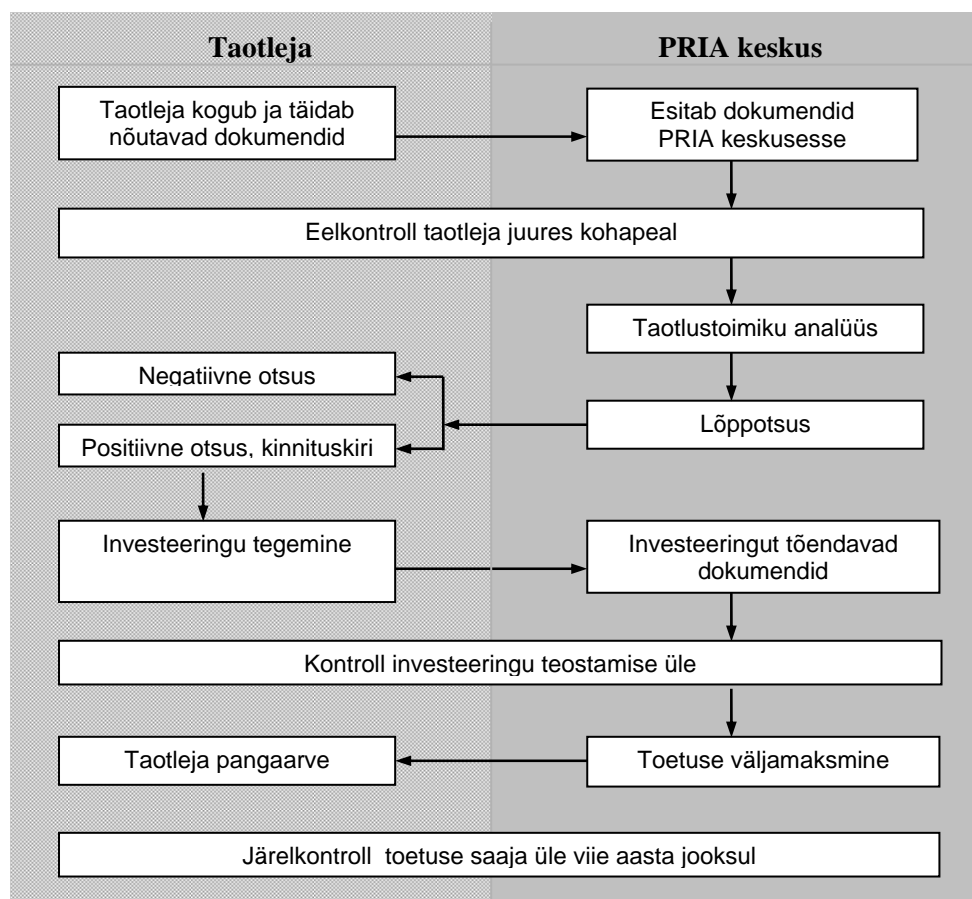 Taotleja
PRIA keskus
Taotleja kogub ja täidab
nõutavad dokumendid
Esitab dokumendid
PRIA keskusesse
Eelkontroll taotleja juures kohapeal
Taotlustoimiku analüüs
Negatiivne otsus
Lõppotsus
Positiivne otsus, kinnituskiri
Investeeringu tegemine
Investeeringut tõendavad
dokumendid
Kontroll investeeringu teostamise üle
Taotleja pangaarve
Toetuse väljamaksmine
Järelkontroll toetuse saaja üle viie aasta jooksul